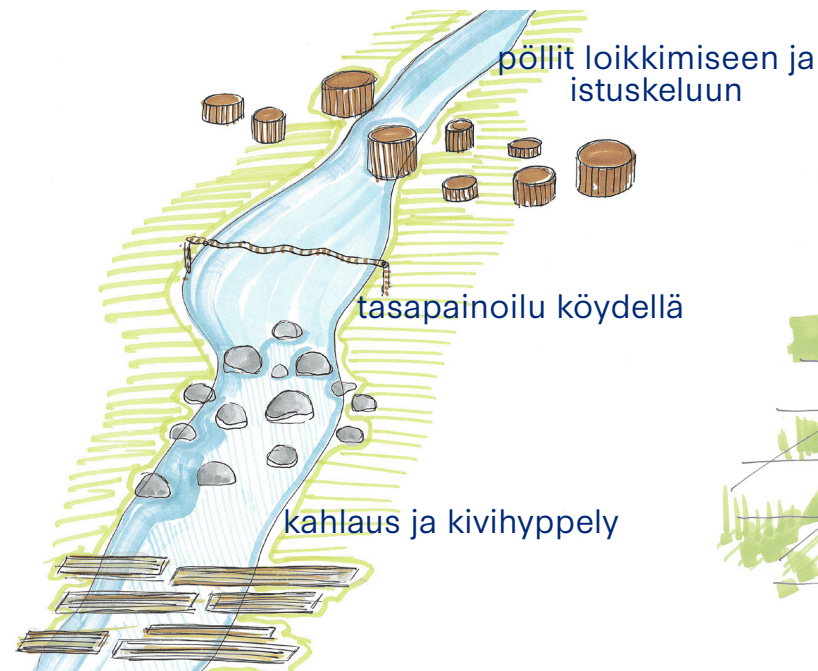 pöllit loikkimiseen ja
istuskeluun
tasapainoilu köydellä
kahlaus ja kivihyppely